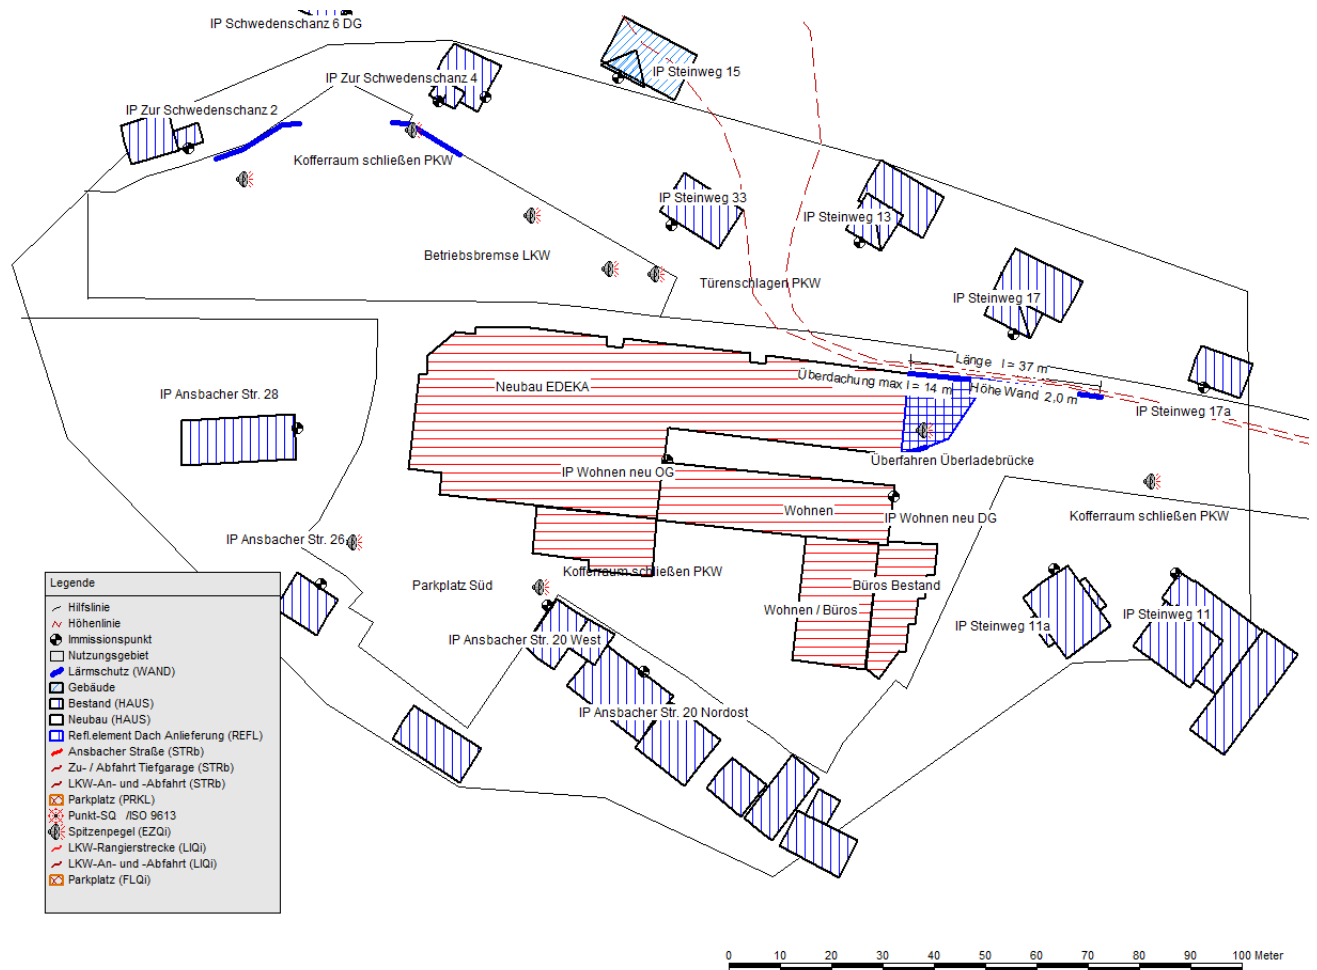 IP Schwedenschanz 6 DG
IP Zur Schwedenschanz 4
IP Steinweg 15
IP Zur Schwedenschanz 2
Kofferraum schließen PKW
IP Steinweg 33
IP Steinweg 13
Betriebsbremse LKW
Türenschlagen PKW
IP Steinweg 17
Länge l = 37 m
Überdachung max l = 14 m
Höhe Wand 2,0 m
Neubau EDEKA
IP Ansbacher Str. 28
IP Steinweg 17a
Überfahren Überladebrücke
IP Wohnen neu OG
Wohnen
IP Wohnen neu DG
Kofferraum schließen PKW
IP Ansbacher Str. 26
Kofferraum schließen PKW
Parkplatz Süd
Büros Bestand
Wohnen / Büros
IP Steinweg 11a
IP Steinweg 11
IP Ansbacher Str. 20 West
IP Ansbacher Str. 20 Nordost
Legende
Hilfslinie
Höhenlinie
Immissionspunkt
Nutzungsgebiet
Lärmschutz (WAND)
Gebäude
Bestand (HAUS)
Neubau (HAUS)
Refl.element Dach Anlieferung (REFL)
Ansbacher Straße (STRb)
Zu- / Abfahrt Tiefgarage (STRb)
LKW-An- und -Abfahrt (STRb)
Parkplatz (PRKL)
Punkt-SQ /ISO 9613
Spitzenpegel (EZQi)
LKW-Rangierstrecke (LIQi)
LKW-An- und -Abfahrt (LIQi)
Parkplatz (FLQi)
0 10 20 30 40 50 60 70 80 90 100 Meter